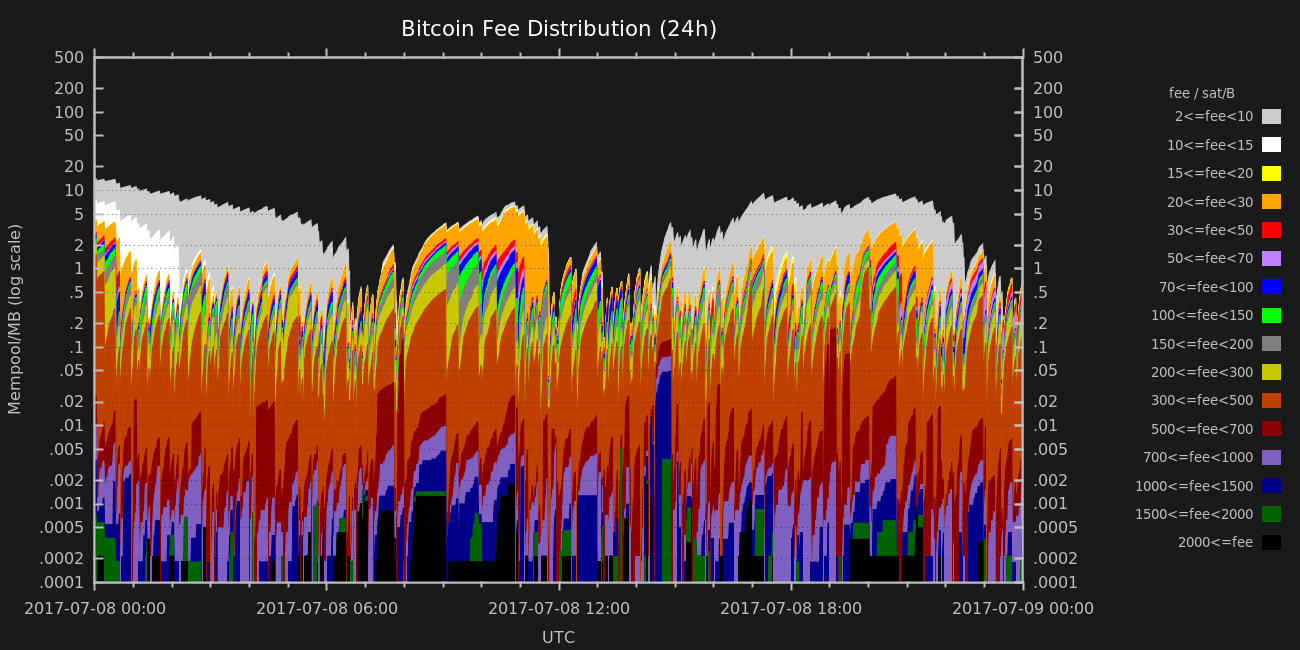 Bitcoin Fee Distribution (24h)
500
200
100
50
20
10
5
2
1
.5
.2
.1
.05
.02
.01
.005
.002
.001
.0005
.0002
.0001
Mempool/MB (log scale)
500
200
100
50
20
10
5
2
1
.5
.2
.1
.05
.02
.01
.005
.002
.001
.0005
.0002
.0001
fee / sat/B
2<=fee<10
10<=fee<15
15<=fee<20
20<=fee<30
30<=fee<50
50<=fee<70
70<=fee<100
100<=fee<150
150<=fee<200
200<=fee<300
300<=fee<500
500<=fee<700
700<=fee<1000
1000<=fee<1500
1500<=fee<2000
2000<=fee
2017-07-08 00:00 2017-07-08 06:00 2017-07-08 12:00 2017-07-08 18:00 2017-07-09 00:00
UTC